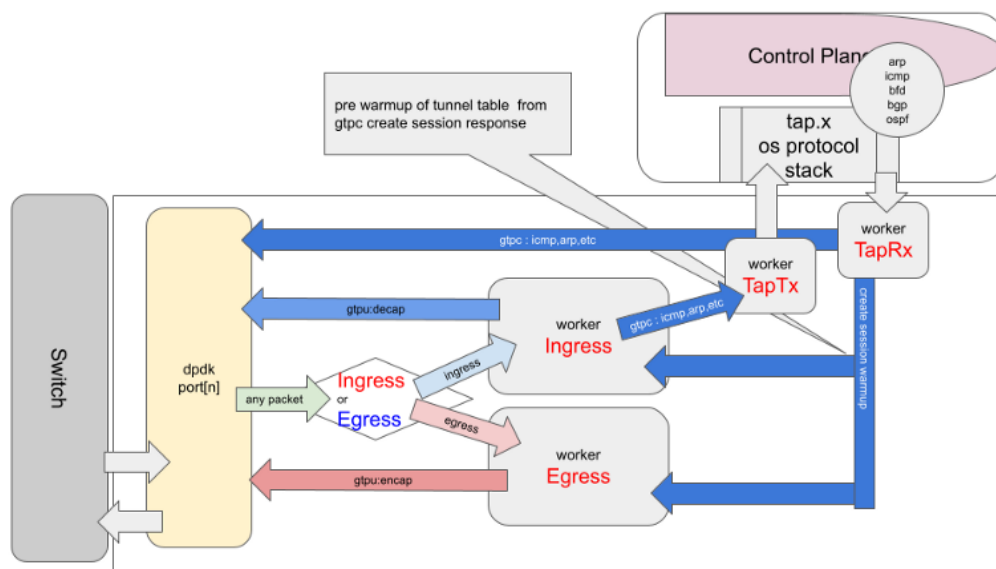 Control Plane
arp
icmp
bfd
bgp
ospf
pre warmup of tunnel table from
gtpc create session response
tap.x
os protocol
stack
Switch
dpdk
port[n]
gtpc : icmp,arp,etc
worker
TapRx
worker
TapTx
gtpu:decap
worker
Ingress
gtpc : icmp,arp,etc
create session warmup
any packet
Ingress
or
Egress
ingress
egress
worker
Egress
gtpu:encap